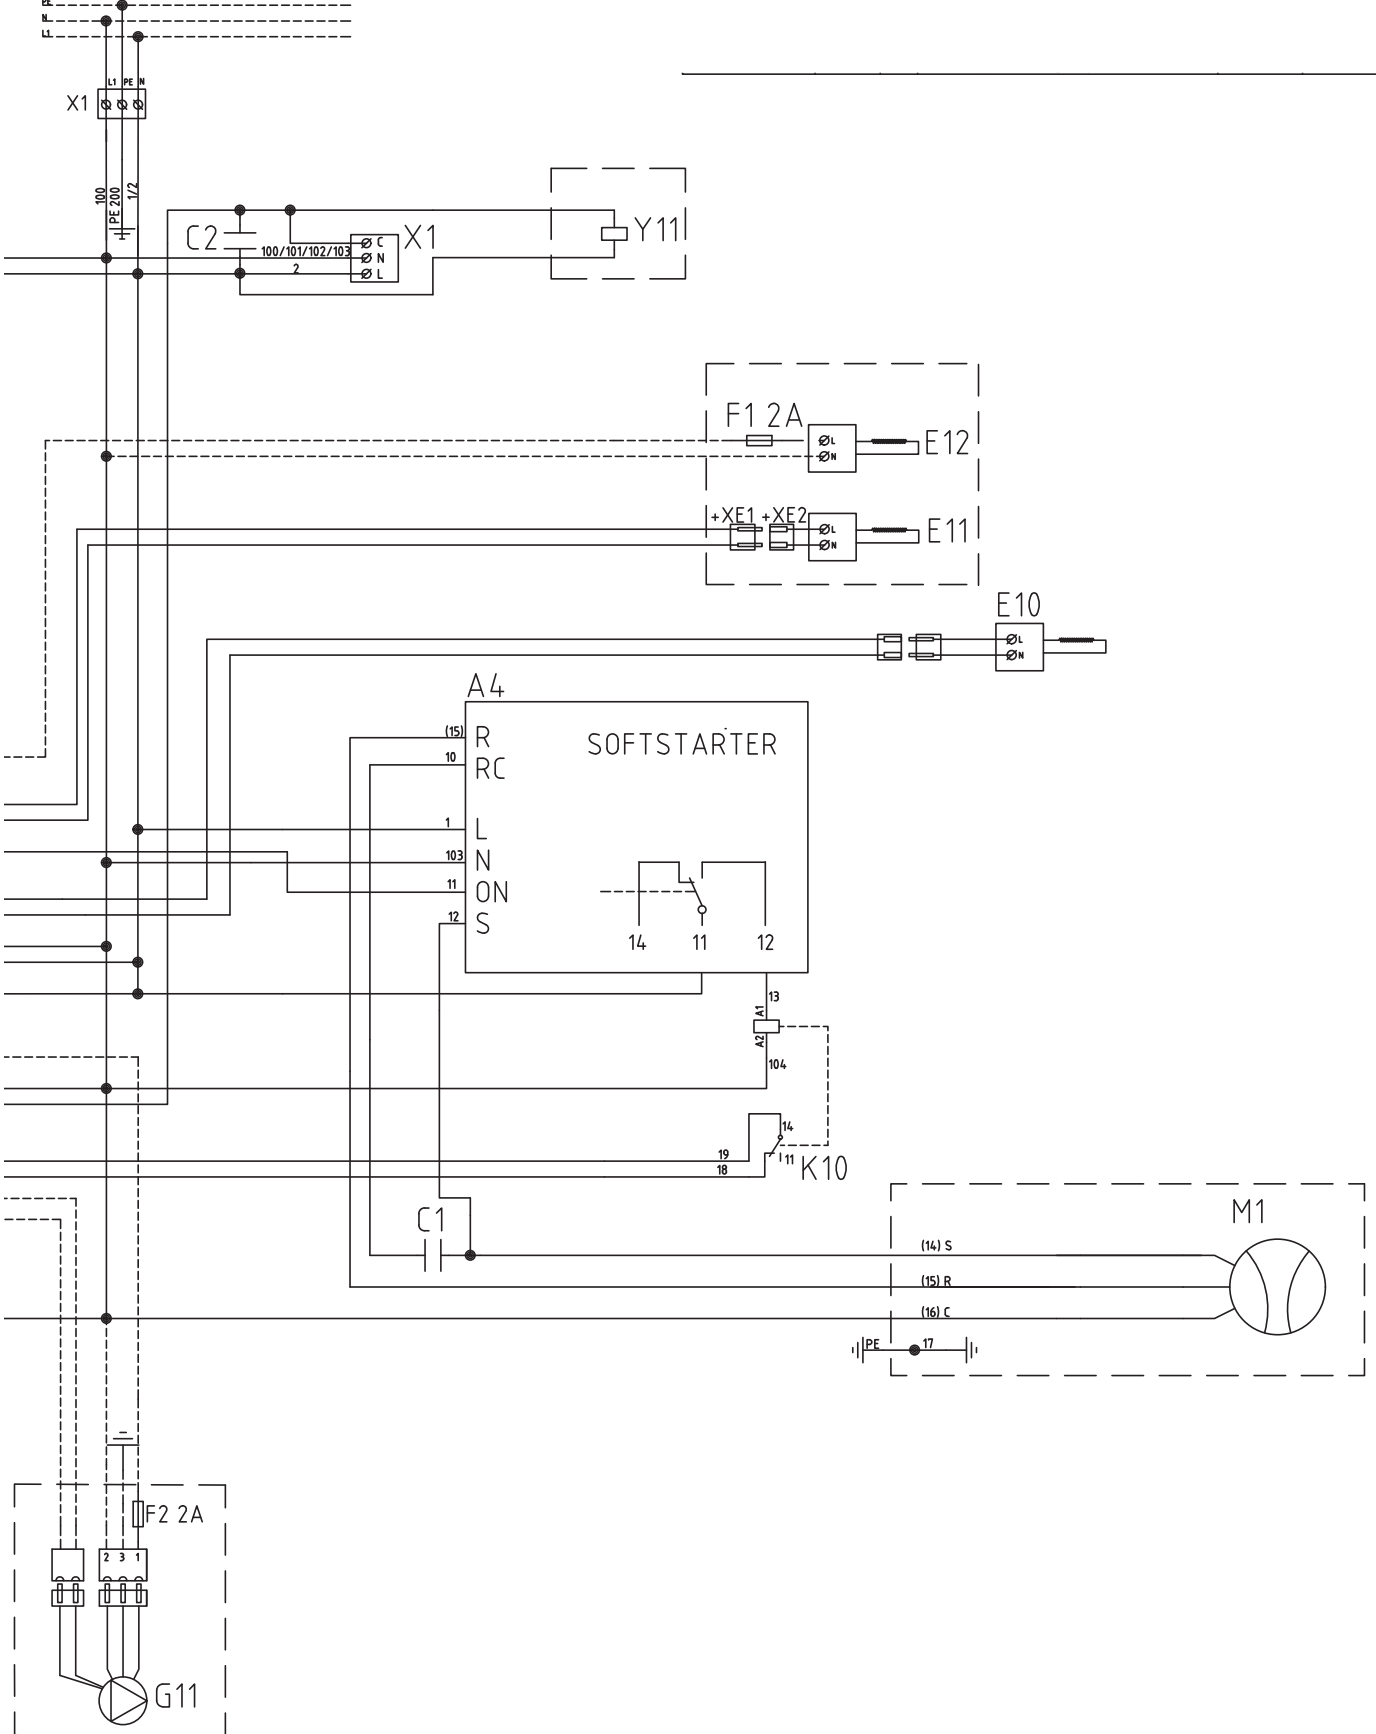 PE
N
L1
L1 PE N
X1
100
PE 200
1/2
C2
100/101/102/103
2
C
N
L
X1
Y11
F1 2A
L
N
E12
+XE1 +XE2
L
N
E11
E10
L
N
A4
SOFTSTARTER
(15) R
10 RC
1 L
103 N
11 ON
12 S
14 11 12
13
A1
A2
104
14
19
18
11
K10
C1
M1
(14) S
(15) R
(16) C
PE 17
F2 2A
2 3 1
G11